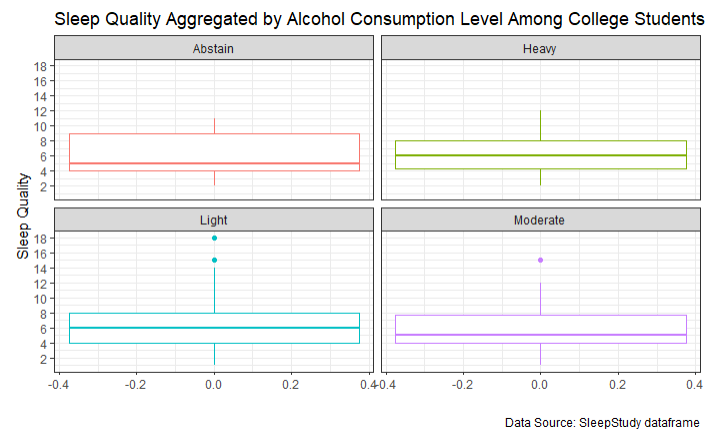 Sleep Quality Aggregated by Alcohol Consumption Level Among College Students
Abstain
Heavy
18
16
14
12
10
8
6
4
2
Sleep Quality
Light
Moderate
18
16
14
12
10
8
6
4
2
-0.4 -0.2 0.0 0.2 0.4
-0.4 -0.2 0.0 0.2 0.4
Data Source: SleepStudy dataframe